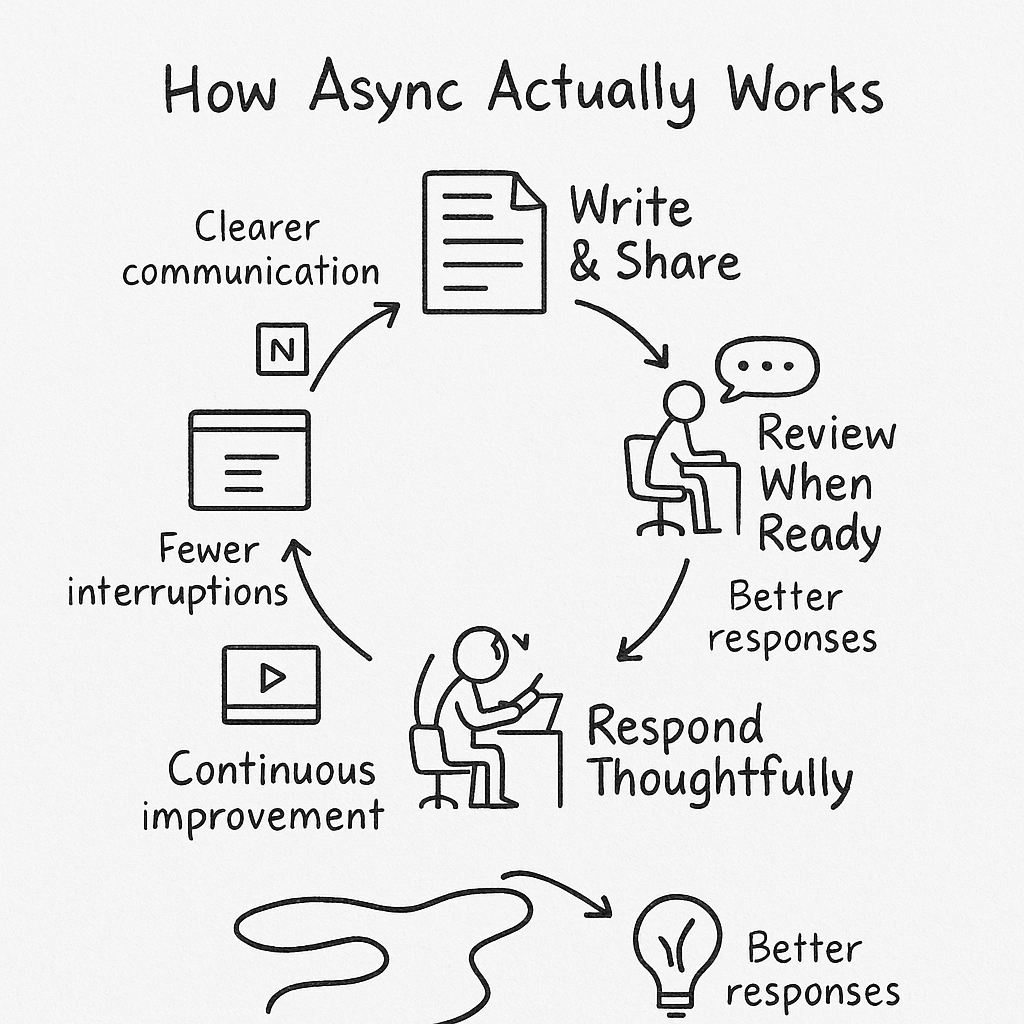 How Async Actually Works
Clearer
communication
Write
& Share
N
Review
When
Ready
Fewer
interruptions
Better
responses
Respond
Thoughtfully
Continuous
improvement
Better
responses